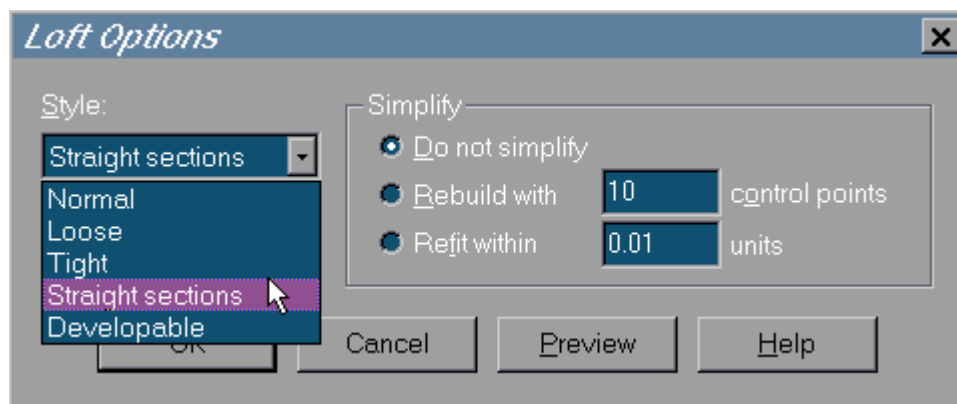 Loft Options
Style:
Straight sections
Normal
Loose
Tight
Straight sections
Developable
Simplify
Do not simplify
Rebuild with 10 control points
Refit within 0.01 units
Cancel
Preview
Help